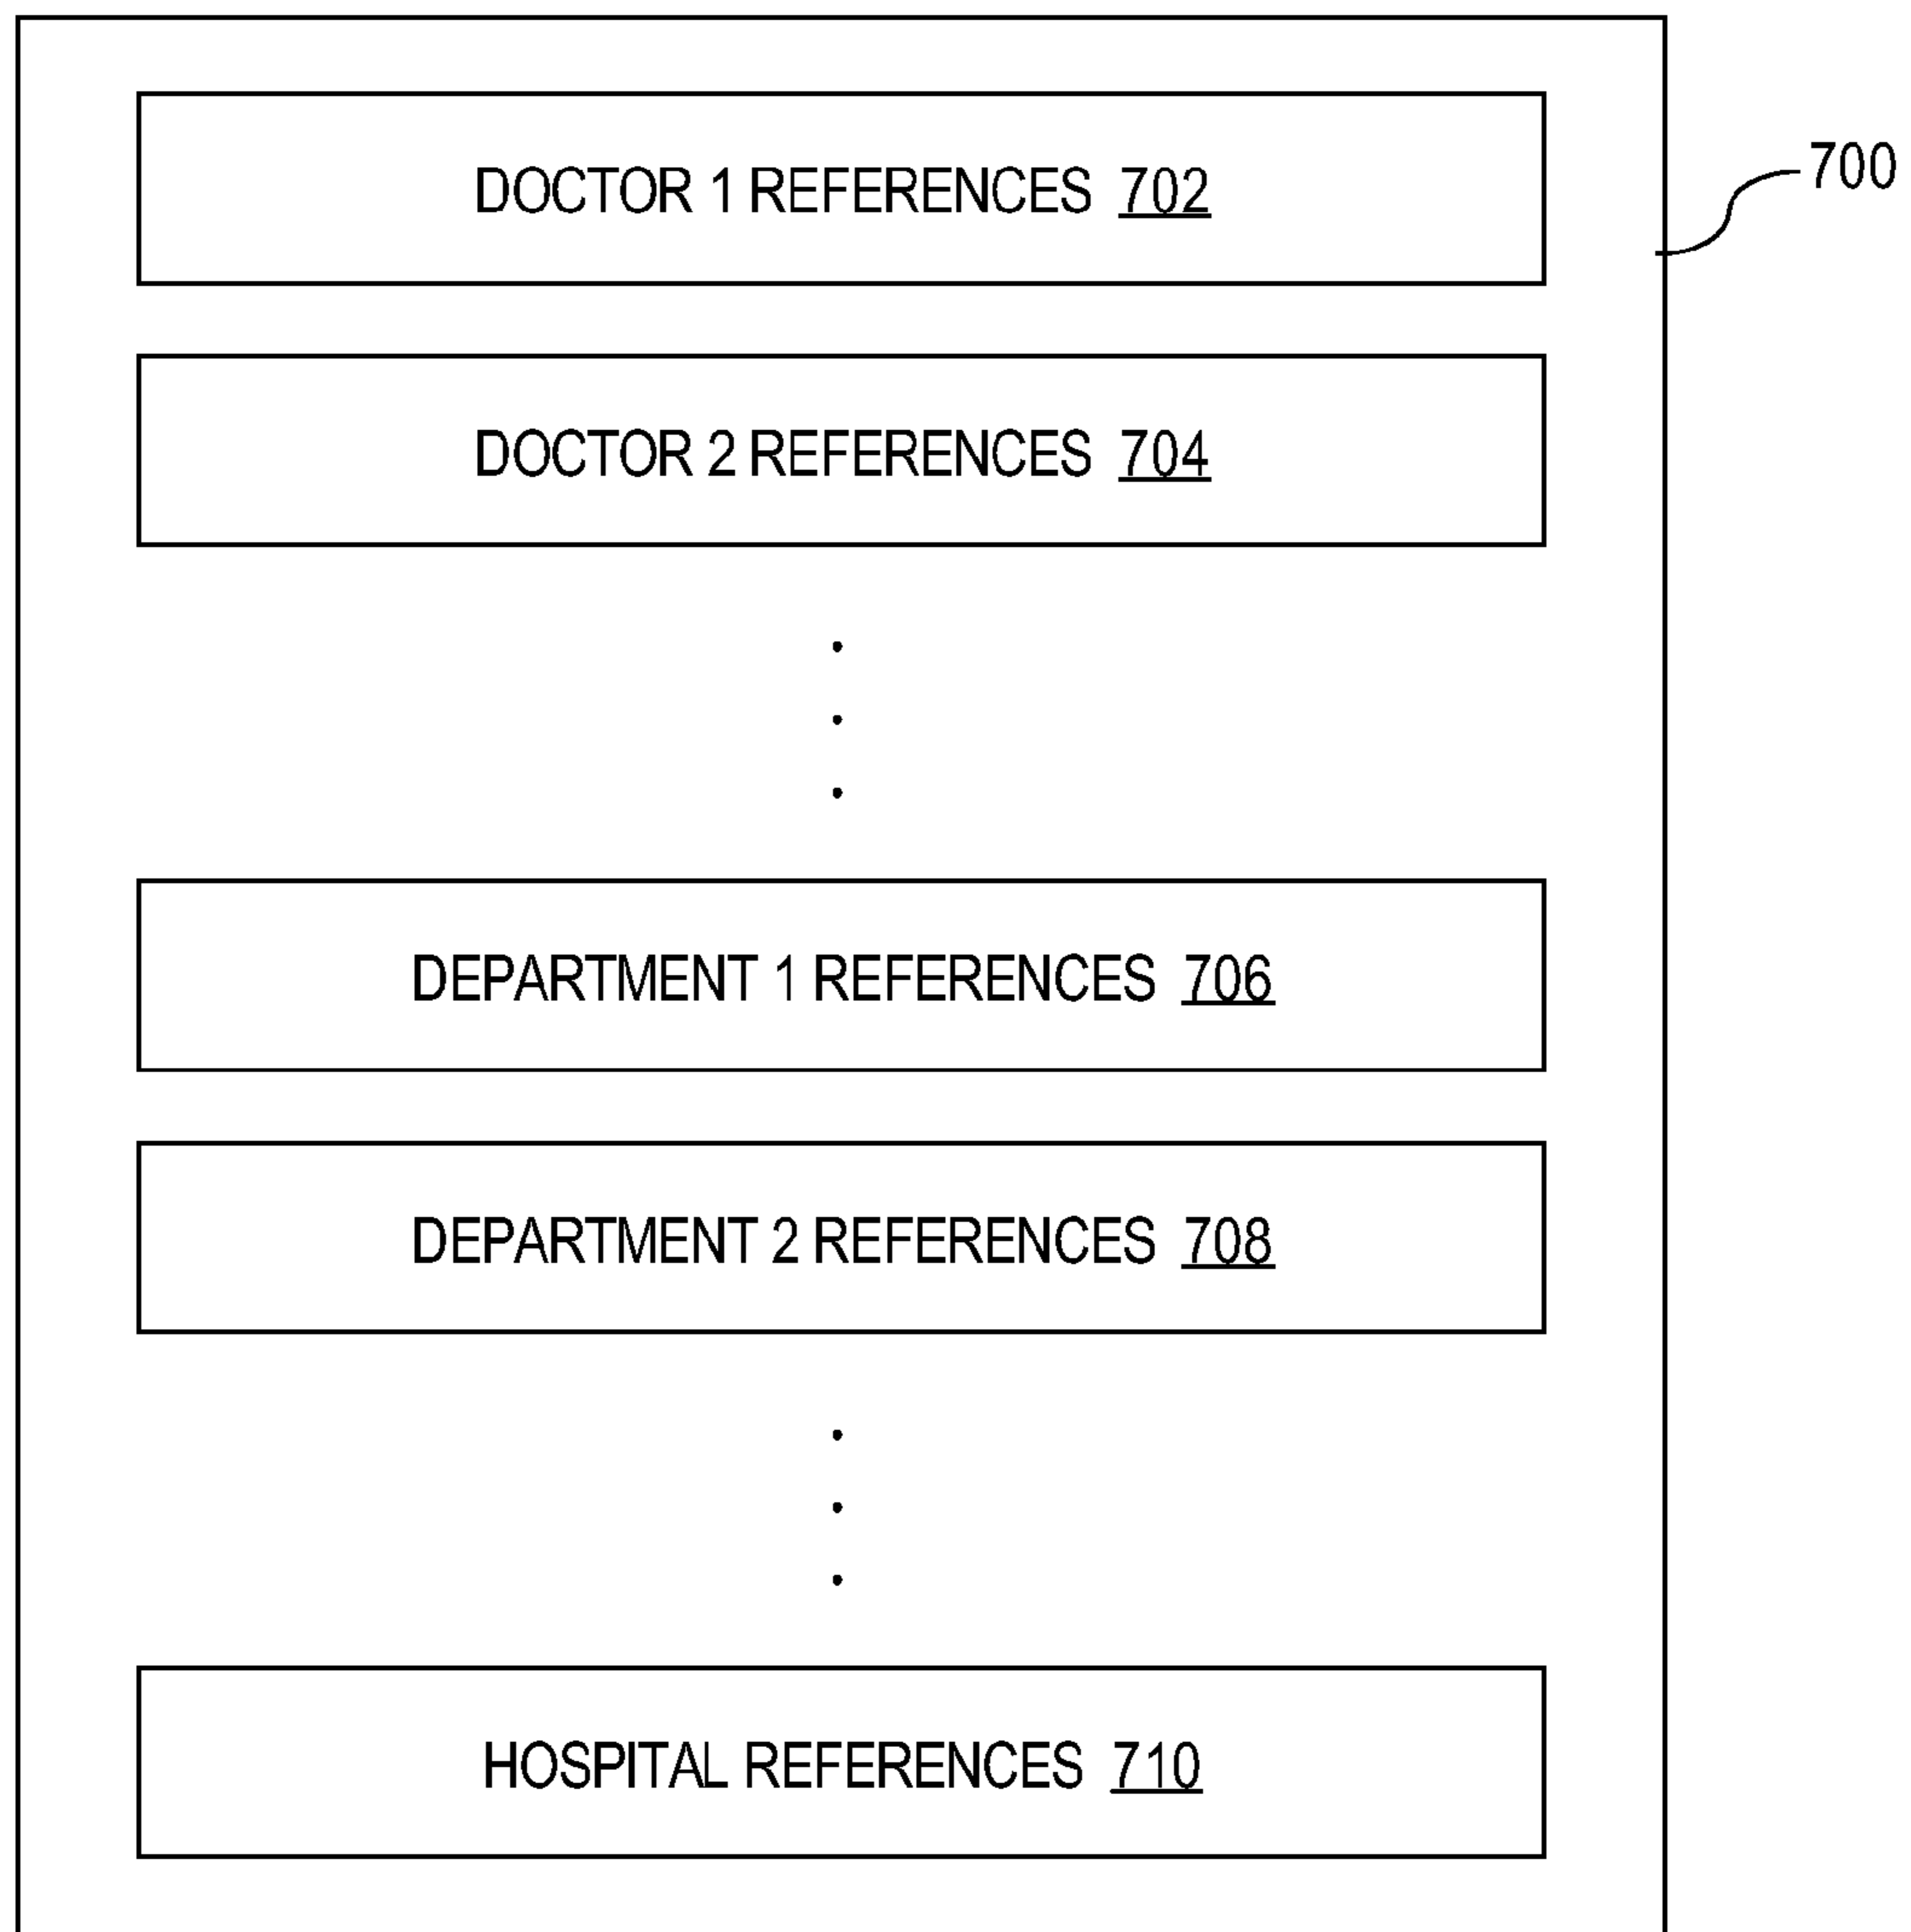 DOCTOR 1 REFERENCES 702
700
DOCTOR 2 REFERENCES 704
DEPARTMENT 1 REFERENCES 706
DEPARTMENT 2 REFERENCES 708
HOSPITAL REFERENCES 710